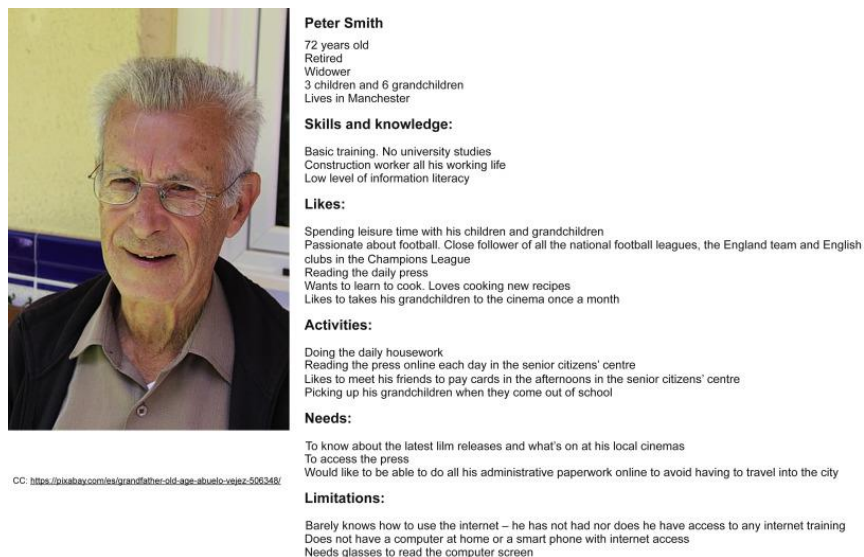 Peter Smith
72 years old
Retired
Widower
3 children and 6 grandchildren
Lives in Manchester
Skills and knowledge:
Basic training. No university studies
Construction worker all his working life
Low level of information literacy
Likes:
Spending leisure time with his children and grandchildren
Passionate about football. Close follower of all the national football leagues, the England team and English
clubs in the Champions League
Reading the daily press
Wants to learn to cook. Loves cooking new recipes
Likes to takes his grandchildren to the cinema once a month
Activities:
Doing the daily housework
Reading the press online each day in the senior citizens' centre
Likes to meet his friends to pay cards in the afternoons in the senior citizens' centre
Picking up his grandchildren when they come out of school
Needs:
To know about the latest lilm releases and what's on at his local cinemas
To access the press
Would like to be able to do all his administrative paperwork online to avoid having to travel into the city
Limitations:
Barely knows how to use the internet – he has not had nor does he have access to any internet training
Does not have a computer at home or a smart phone with internet access
Needs glasses to read the computer screen
CC: https://pixabay.com/es/grandfather-old-age-abuelo-vejez-506348/